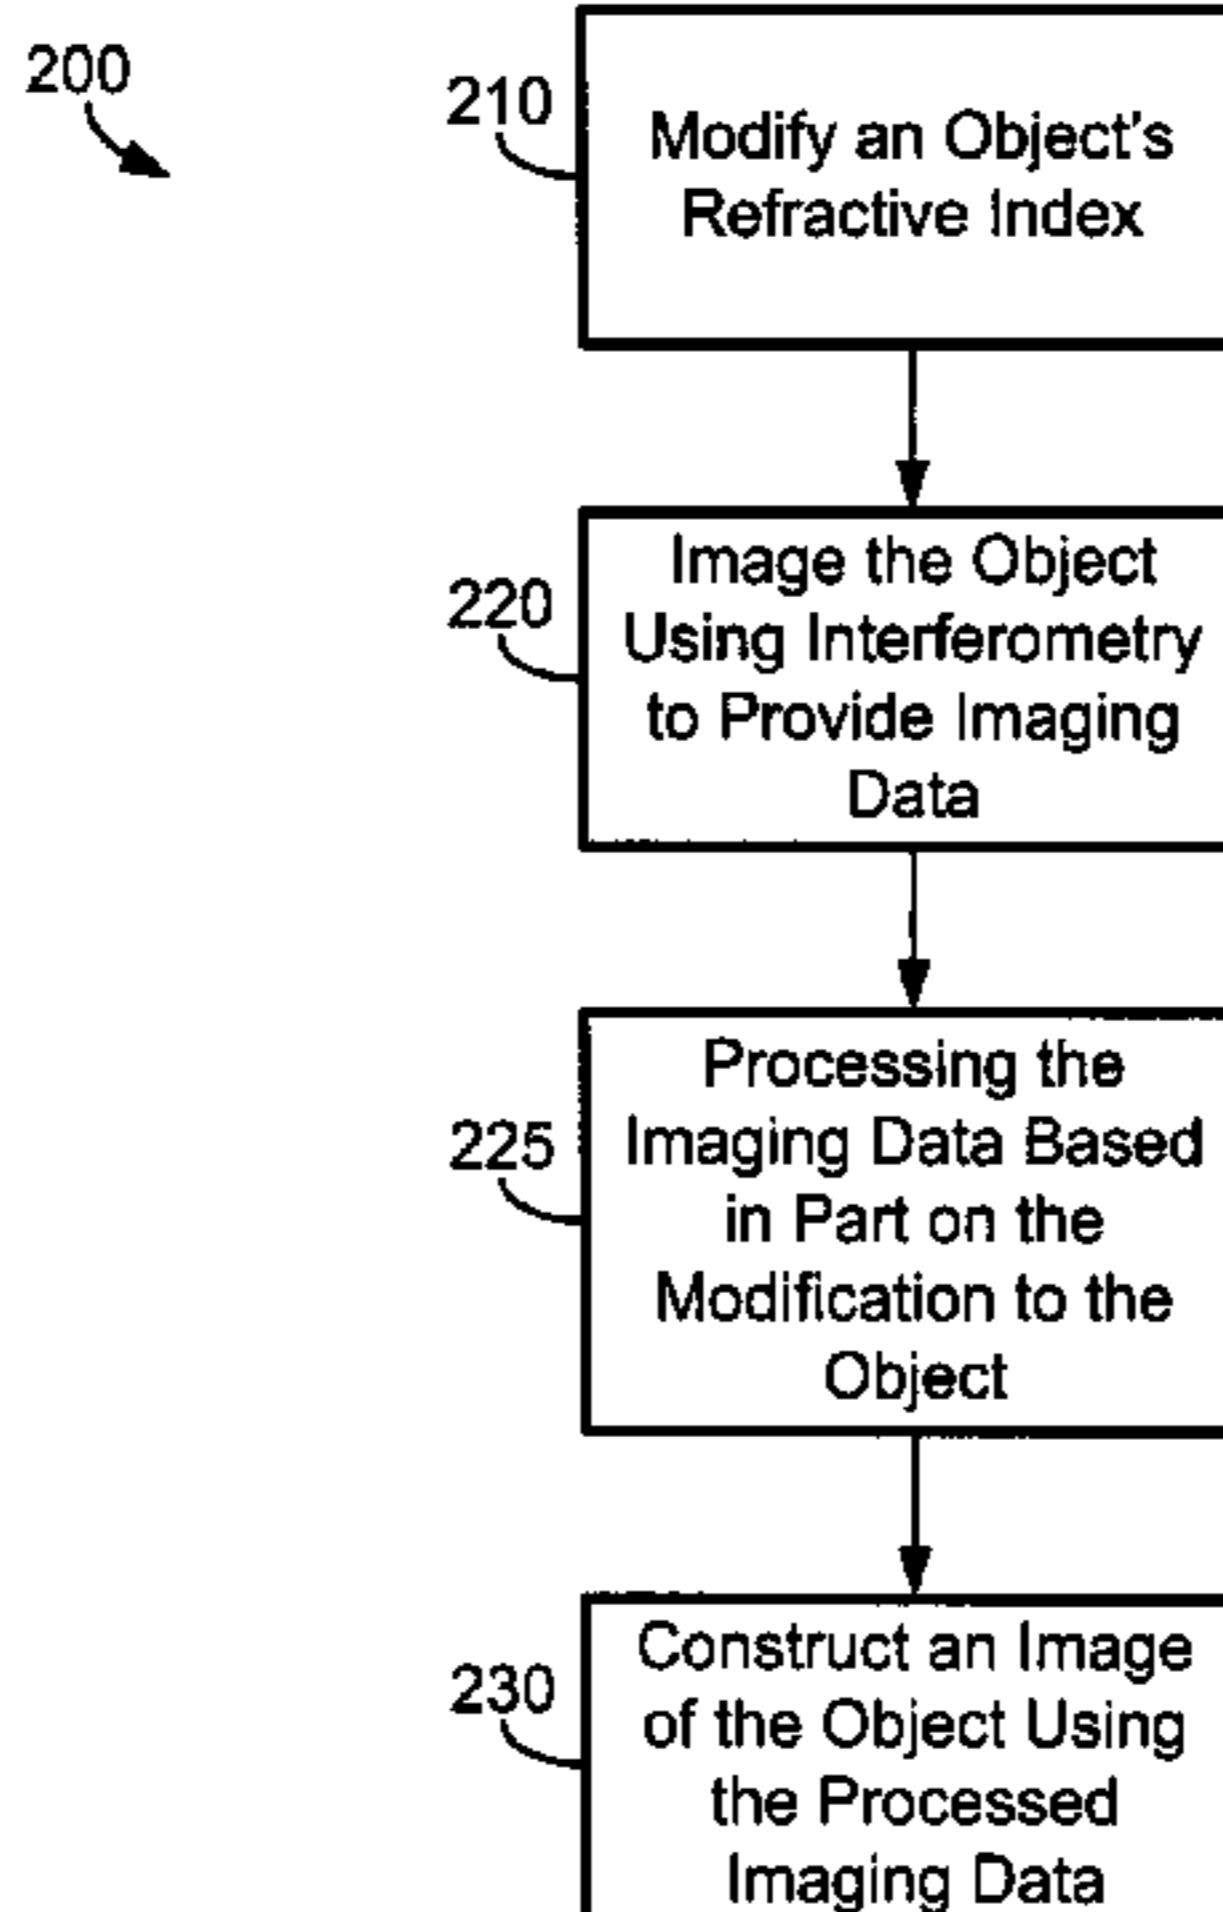 200
210
Modify an Object's
Refractive Index
220
Image the Object
Using Interferometry
to Provide Imaging
Data
225
Processing the
Imaging Data Based
in Part on the
Modification to the
Object
230
Construct an Image
of the Object Using
the Processed
Imaging Data